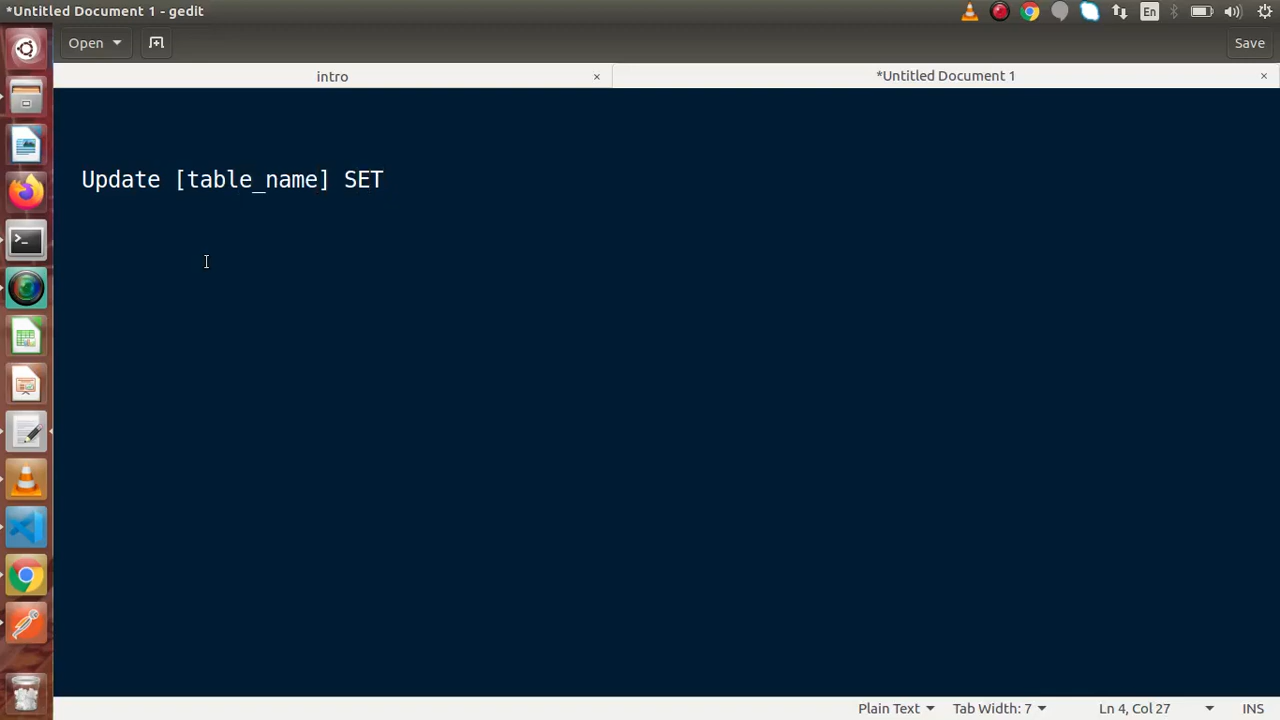 *Untitled Document 1 - gedit
En
Open
Save
intro
*Untitled Document 1
Update [table_name] SET
Plain Text
Tab Width: 7
Ln 4, Col 27
INS